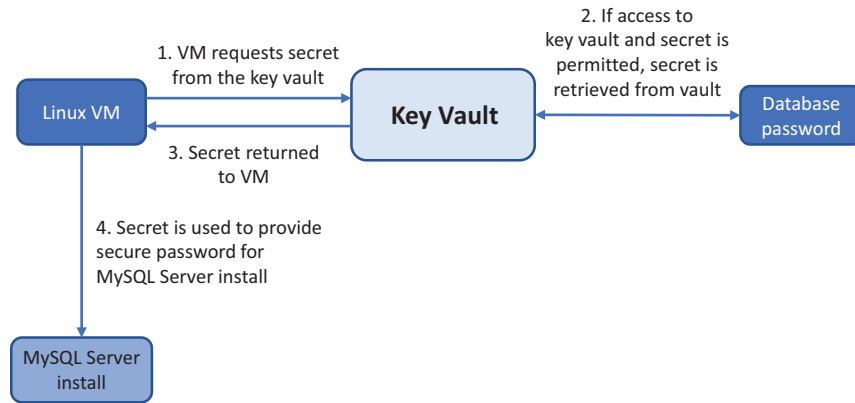 1. VM requests secret
from the key vault
2. If access to
key vault and secret is
permitted, secret is
retrieved from vault
Linux VM
Key Vault
Database
password
3. Secret returned
to VM
4. Secret is used to provide
secure password for
MySQL Server install
MySQL Server
install